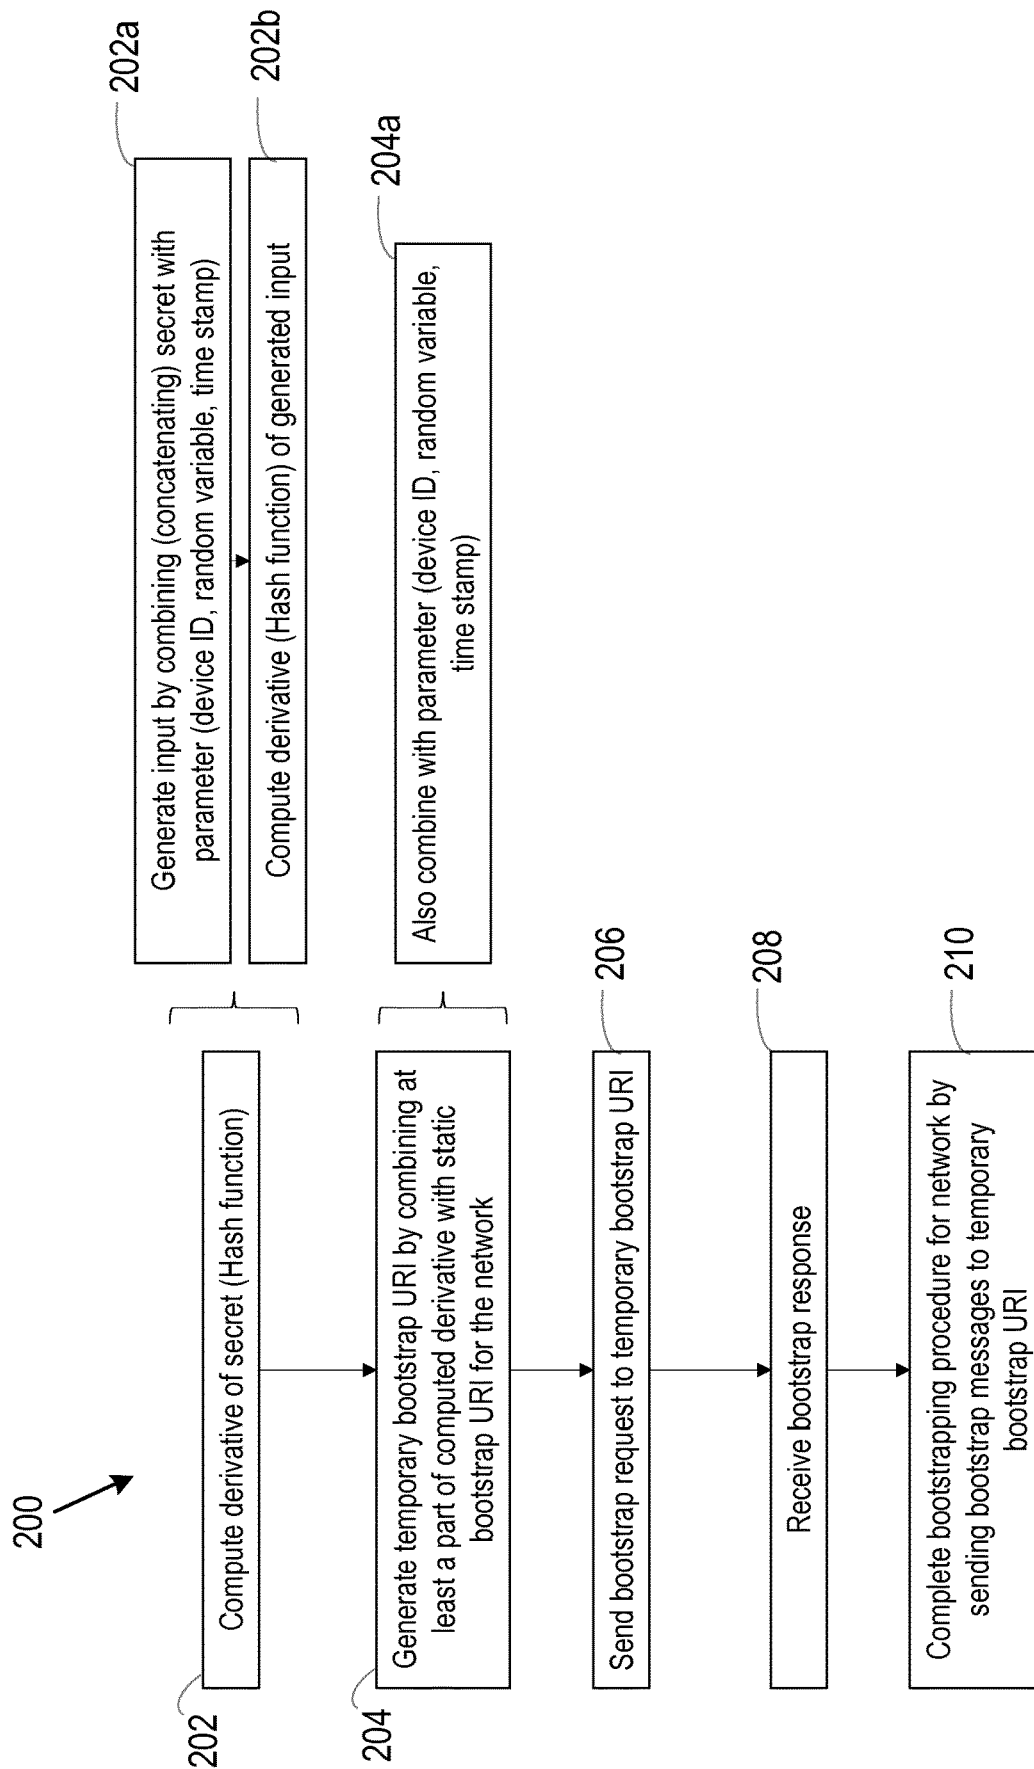 200
202
Compute derivative of secret (Hash function)
202a
Generate input by combining (concatenating) secret with
parameter (device ID, random variable, time stamp)
202b
Compute derivative (Hash function) of generated input
204
Generate temporary bootstrap URI by combining at
least a part of computed derivative with static
bootstrap URI for the network
204a
Also combine with parameter (device ID, random variable,
time stamp)
206
Send bootstrap request to temporary bootstrap URI
208
Receive bootstrap response
210
Complete bootstrapping procedure for network by
sending bootstrap messages to temporary
bootstrap URI